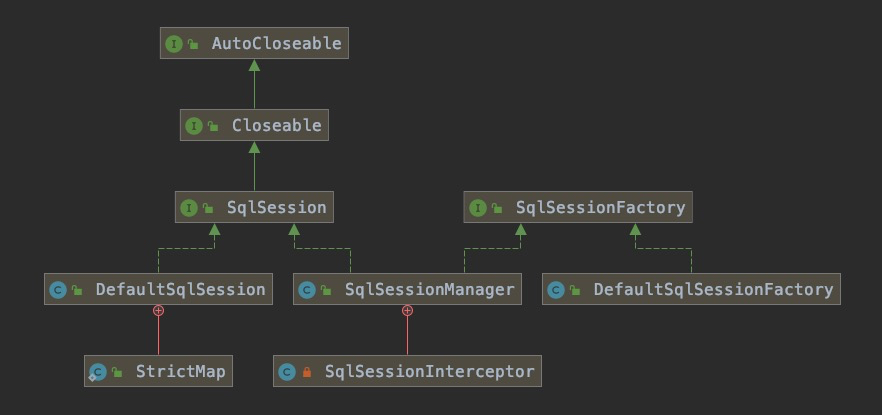 I AutoCloseable
I Closeable
I SqlSession
I SqlSessionFactory
C DefaultSqlSession
C SqlSessionManager
C DefaultSqlSessionFactory
C StrictMap
C SqlSessionInterceptor